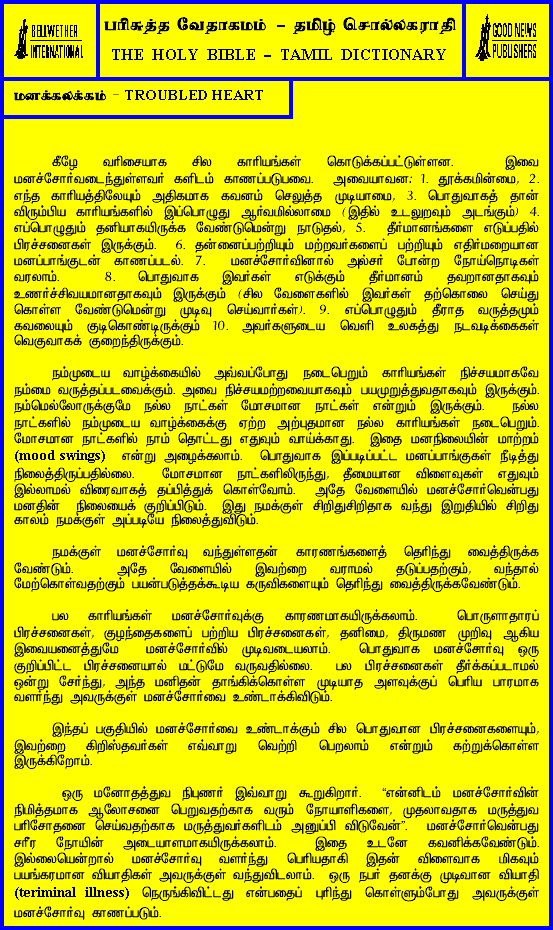 BELLWETHER
INTERNATIONAL
பரிசுத்த வேதாகமம் – தமிழ் சொல்லகராதி
THE HOLY BIBLE – TAMIL DICTIONARY
GOOD NEWS
PUBLISHERS
மனக்கலக்கம் – TROUBLED HEART
கீழே வரிசையாக சில காரியங்கள் கொடுக்கப்பட்டுள்ளன. இவை
மனச்சோர்வடைந்துள்ளவர் களிடம் காணப்படுபவை. அவையாவன: 1. தூக்கமின்மை, 2.
எந்த காரியத்திலேயும் அதிகமாக கவனம் செலுத்த முடியாமை, 3. பொதுவாகத் தான்
விரும்பிய காரியங்களில் இப்பொழுது ஆர்வமில்லாமை (இதில் உடலுறவும் அடங்கும்) 4.
எப்பொழுதும் தனியாகயிருக்க வேண்டுமென்று நாடுதல், 5. தீர்மானங்களை எடுப்பதில்
பிரச்சனைகள் இருக்கும். 6. தன்னைப்பற்றியும் மற்றவர்களைப் பற்றியும் எதிர்மறையான
மனப்பாங்குடன் காணப்படல். 7. மனச்சோர்வினால் அல்சர் போன்ற நோய்நொடிகள்
வரலாம். 8. பொதுவாக இவர்கள் எடுக்கும் தீர்மானம் தவறானதாகவும்
உணர்ச்சிவயமானதாகவும் இருக்கும் (சில வேளைகளில் இவர்கள் தற்கொலை செய்து
கொள்ள வேண்டுமென்று முடிவு செய்வார்கள்). 9. எப்பொழுதும் தீராத வருத்தமும்
கவலையும் குடிகொண்டிருக்கும் 10. அவர்களுடைய வெளி உலகத்து நடவடிக்கைகள்
வெகுவாகக் குறைந்திருக்கும்.
நம்முடைய வாழ்க்கையில் அவ்வப்போது நடைபெறும் காரியங்கள் நிச்சயமாகவே
நம்மை வருத்தப்படவைக்கும். அவை நிச்சயமற்றவையாகவும் பயமுறுத்துவதாகவும் இருக்கும்.
நம்மெல்லோருக்குமே நல்ல நாட்கள் மோசமான நாட்கள் என்றும் இருக்கும். நல்ல
நாட்களில் நம்முடைய வாழ்க்கைக்கு ஏற்ற அற்புதமான நல்ல காரியங்கள் நடைபெறும்.
மோசமான நாட்களில் நாம் தொட்டது எதுவும் வாய்க்காது. இதை மனநிலையின் மாற்றம்
(mood swings) என்று அழைக்கலாம். பொதுவாக இப்படிப்பட்ட மனப்பாங்குகள் நீடித்து
நிலைத்திருப்பதில்லை. மோசமான நாட்களிலிருந்து, தீமையான விளைவுகள் எதுவும்
இல்லாமல் விரைவாகத் தப்பித்துக் கொள்வோம். அதே வேளையில் மனச்சோர்வென்பது
மனதின் நிலையைக் குறிப்பிடும். இது நமக்குள் சிறிதுசிறிதாக வந்து இறுதியில் சிறிது
காலம் நமக்குள் அப்படியே நிலைத்துவிடும்.
நமக்குள் மனச்சோர்வு வந்துள்ளதன் காரணங்களைத் தெரிந்து வைத்திருக்க
வேண்டும். அதே வேளையில் இவற்றை வராமல் தடுப்பதற்கும், வந்தால்
மேற்கொள்வதற்கும் பயன்படுத்தக்கூடிய கருவிகளையும் தெரிந்து வைத்திருக்கவேண்டும்.
பல காரியங்கள் மனச்சோர்வுக்கு காரணமாகயிருக்கலாம். பொருளாதாரப்
பிரச்சனைகள், குழந்தைகளைப் பற்றிய பிரச்சனைகள், தனிமை, திருமண முறிவு ஆகிய
இவையனைத்துமே மனச்சோர்வில் முடிவடையலாம். பொதுவாக மனச்சோர்வு ஒரு
குறிப்பிட்ட பிரச்சனையால் மட்டுமே வருவதில்லை. பல பிரச்சனைகள் தீர்க்கப்படாமல்
ஒன்று சேர்ந்து, அந்த மனிதன் தாங்கிக்கொள்ள முடியாத அளவுக்குப் பெரிய பாரமாக
வளர்ந்து அவருக்குள் மனச்சோர்வை உண்டாக்கிவிடும்.
இந்தப் பகுதியில் மனச்சோர்வை உண்டாக்கும் சில பொதுவான பிரச்சனைகளையும்,
இவற்றை கிறிஸ்தவர்கள் எவ்வாறு வெற்றி பெறலாம் என்றும் கற்றுக்கொள்ள
இருக்கிறோம்.
ஒரு மனோதத்துவ நிபுணர் இவ்வாறு கூறுகிறார். “என்னிடம் மனச்சோர்வின்
நிமித்தமாக ஆலோசனை பெறுவதற்காக வரும் நோயாளிகளை, முதலாவதாக மருத்துவ
பரிசோதனை செய்வதற்காக மருத்துவர்களிடம் அனுப்பி விடுவேன்”. மனச்சோர்வென்பது
சரீர நோயின் அடையாளமாகயிருக்கலாம். இதை உடனே கவனிக்கவேண்டும்.
இல்லையென்றால் மனச்சோர்வு வளர்ந்து பெரியதாகி இதன் விளைவாக மிகவும்
பயங்கரமான வியாதிகள் அவருக்குள் வந்துவிடலாம். ஒரு நபர் தனக்கு முடிவான வியாதி
(teriminal illness) நெருங்கிவிட்டது என்பதைப் புரிந்து கொள்ளும்போது அவருக்குள்
மனச்சோர்வு காணப்படும்.